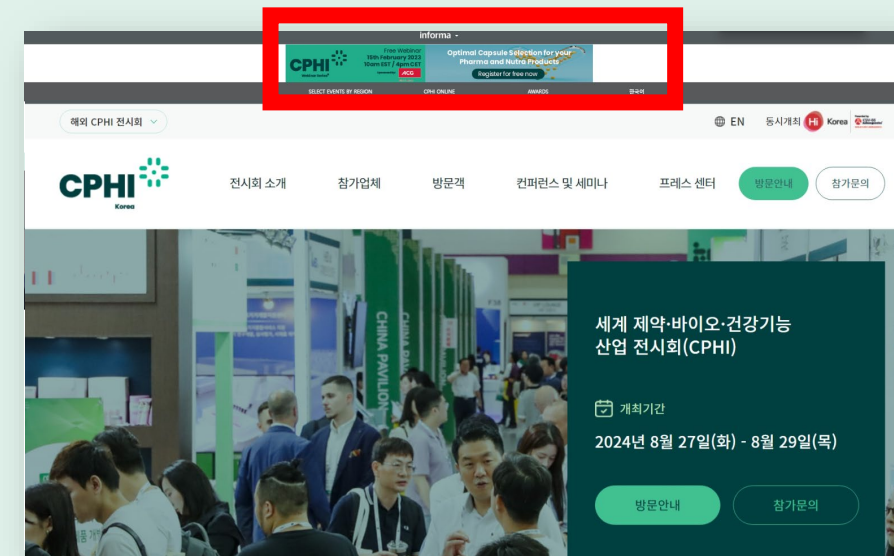 informa
CPHI
Free Webinar
15th February 2023
10am EST / 4pm CET
ACG
Optimal Capsule Selection for your
Pharma and Nutra Products
Register for free now
SELECT EVENTS BY REGION
CPHI ONLINE
AWARDS
한국어
해외 CPHI 전시회
EN
동시개최
Hi Korea
CPHI
Korea
전시회 소개
참가업체
방문객
컨퍼런스 및 세미나
프레스 센터
방문안내
참가문의
CHINA PAVILION
CHINA PAVILION
세계 제약·바이오·건강기능
산업 전시회(CPHI)
개최기간
2024년 8월 27일(화) - 8월 29일(목)
방문안내
참가문의